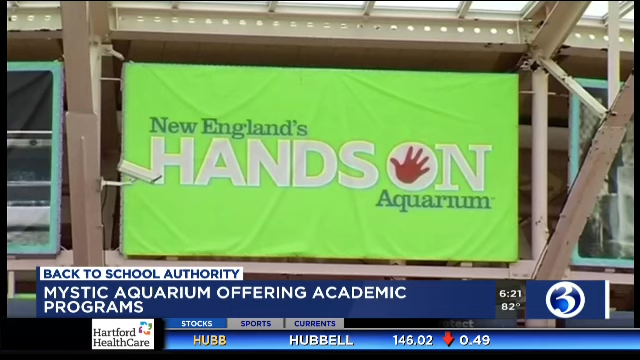 New England's
HANDS ON
Aquarium
BACK TO SCHOOL AUTHORITY
MYSTIC AQUARIUM OFFERING ACADEMIC
PROGRAMS
6:21
82°
3
Hartford
HealthCare
STOCKS SPORTS CURRENTS
HUBB HUBBELL 146.02 0.49